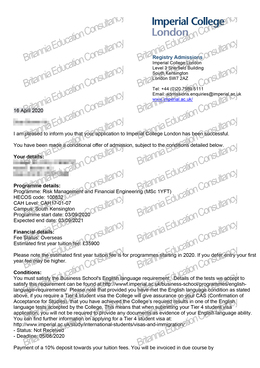 Imperial College
London
Registry Admissions
Imperial College London
Level 3 Sherfield Building
South Kensington
London SW7 2AZ
Tel: +44 (0)20 7589 5111
Email: admissions.enquiries@imperial.ac.uk
www.imperial.ac.uk/
16 April 2020
I am pleased to inform you that your application to Imperial College London has been successful.
You have been made a conditional offer of admission, subject to the conditions detailed below.
Your details:
Programme details:
Programme: Risk Management and Financial Engineering (MSc 1YFT)
HECOS code: 100832
CAH Level: CAH17-01-07
Campus: South Kensington
Programme start date: 03/09/2020
Expected end date: 03/09/2021
Financial details:
Fee Status: Overseas
Estimated first year tuition fee: £35900
Please note the estimated first year tuition fee is for programmes starting in 2020. If you defer entry your first
year fee may be higher.
Conditions:
You must satisfy the Business School's English language requirement. Details of the tests we accept to
satisfy this requirement can be found at http://www.imperial.ac.uk/business-school/programmes/english-
language-requirements/ Please note that provided you have met the English language condition as stated
above, if you require a Tier 4 student visa the College will give assurance on your CAS (Confirmation of
Acceptance for Studies), that you have achieved the College's required results in one of the English
language tests accepted by the College. This means that when submitting your Tier 4 student visa
application, you will not be required to provide any documents as evidence of your English language ability.
You can find further information on applying for a Tier 4 student visa at:
http://www.imperial.ac.uk/study/international-students/visas-and-immigration/
- Status: Not Received
- Deadline: 05/08/2020
Payment of a 10% deposit towards your tuition fees. You will be invoiced in due course by
Britannia Education Consultancy